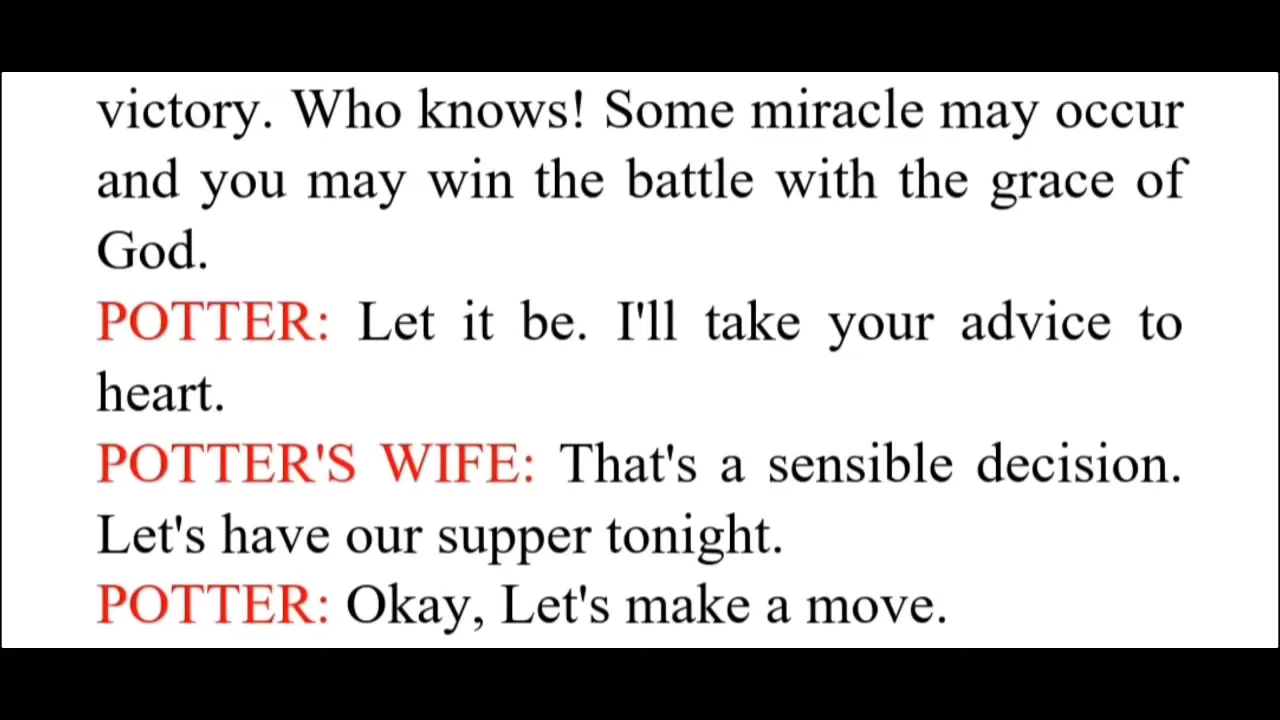 victory. Who knows! Some miracle may occur
and you may win the battle with the grace of
God.
POTTER: Let it be. I'll take your advice to
heart.
POTTER'S WIFE: That's a sensible decision.
Let's have our supper tonight.
POTTER: Okay, Let's make a move.